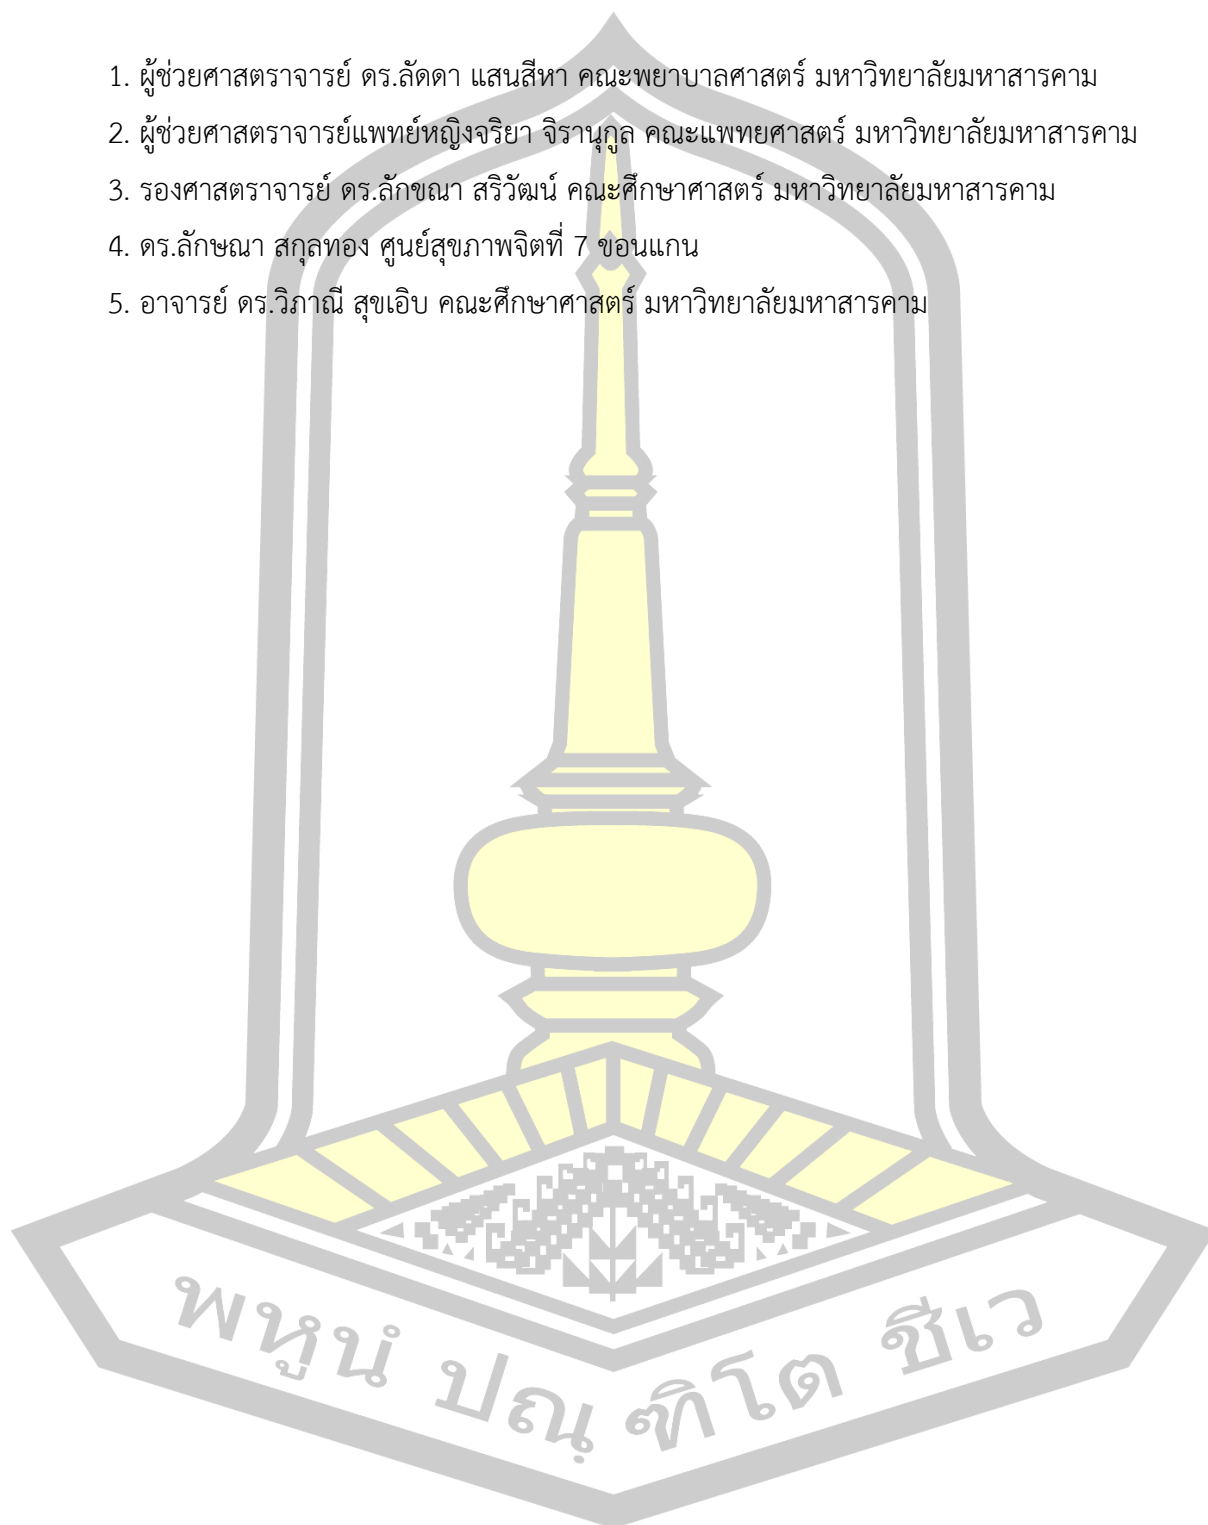 1. ผู้ช่วยศาสตราจารย์ ดร.ลัดดา แสนสีหา คณะพยาบาลศาสตร์ มหาวิทยาลัยมหาสารคาม
2. ผู้ช่วยศาสตราจารย์แพทย์หญิงจริยา จิรานุกูล คณะแพทยศาสตร์ มหาวิทยาลัยมหาสารคาม
3. รองศาสตราจารย์ ดร.ลักขณา สริวัฒน์ คณะศึกษาศาสตร์ มหาวิทยาลัยมหาสารคาม
4. ดร.ลักษณา สกุลทอง ศูนย์สุขภาพจิตที่ 7 ขอนแกน
5. อาจารย์ ดร.วิภาณี สุขเอิบ คณะศึกษาศาสตร์ มหาวิทยาลัยมหาสารคาม
พหูนํ ปณฺ ฑิโต ชีเว